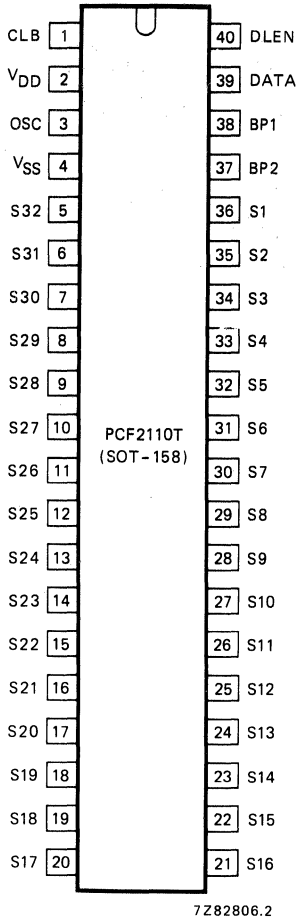 CLB 1 40 DLEN
VDD 2 39 DATA
OSC 3 38 BP1
VSS 4 37 BP2
S32 5 36 S1
S31 6 35 S2
S30 7 34 S3
S29 8 33 S4
S28 9 32 S5
S27 10 31 S6
PCF2110T
(SOT-158)
S26 11 30 S7
S25 12 29 S8
S24 13 28 S9
S23 14 27 S10
S22 15 26 S11
S21 16 25 S12
S20 17 24 S13
S19 18 23 S14
S18 19 22 S15
S17 20 21 S16
7Z82806.2